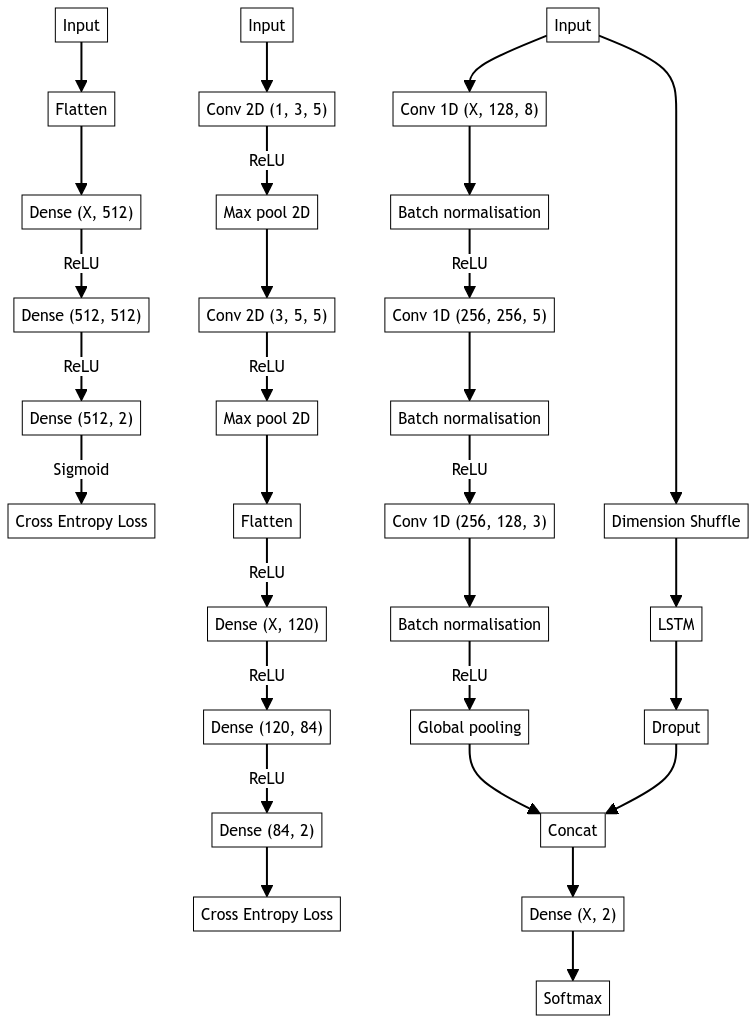 Input
Flatten
Dense (X, 512)
ReLU
Dense (512, 512)
ReLU
Dense (512, 2)
Sigmoid
Cross Entropy Loss
Input
Conv 2D (1, 3, 5)
ReLU
Max pool 2D
Conv 2D (3, 5, 5)
ReLU
Max pool 2D
Flatten
ReLU
Dense (X, 120)
ReLU
Dense (120, 84)
ReLU
Dense (84, 2)
Cross Entropy Loss
Input
Conv 1D (X, 128, 8)
Batch normalisation
ReLU
Conv 1D (256, 256, 5)
Batch normalisation
ReLU
Conv 1D (256, 128, 3)
Batch normalisation
ReLU
Global pooling
Dimension Shuffle
LSTM
Droput
Concat
Dense (X, 2)
Softmax